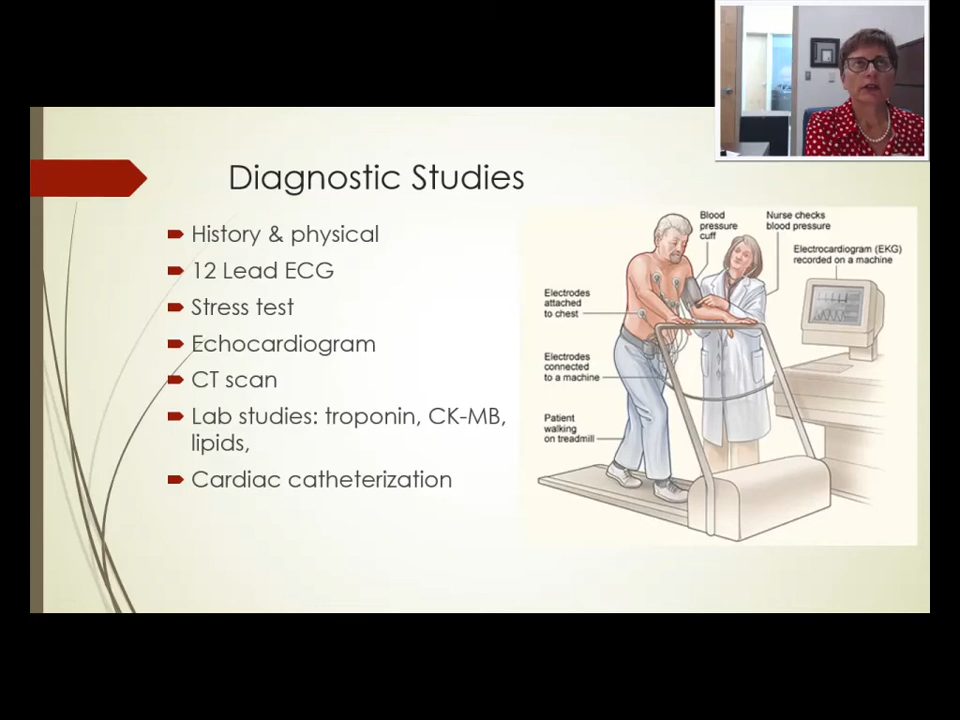 Diagnostic Studies
History & physical
12 Lead ECG
Stress test
Echocardiogram
CT scan
Lab studies: troponin, CK-MB,
lipids,
Cardiac catheterization
Blood
pressure
cuff
Nurse checks
blood pressure
Electrocardiogram (EKG)
recorded on a machine
Electrodes
attached
to chest
Electrodes
connected
to a machine
Patient
walking
on treadmill